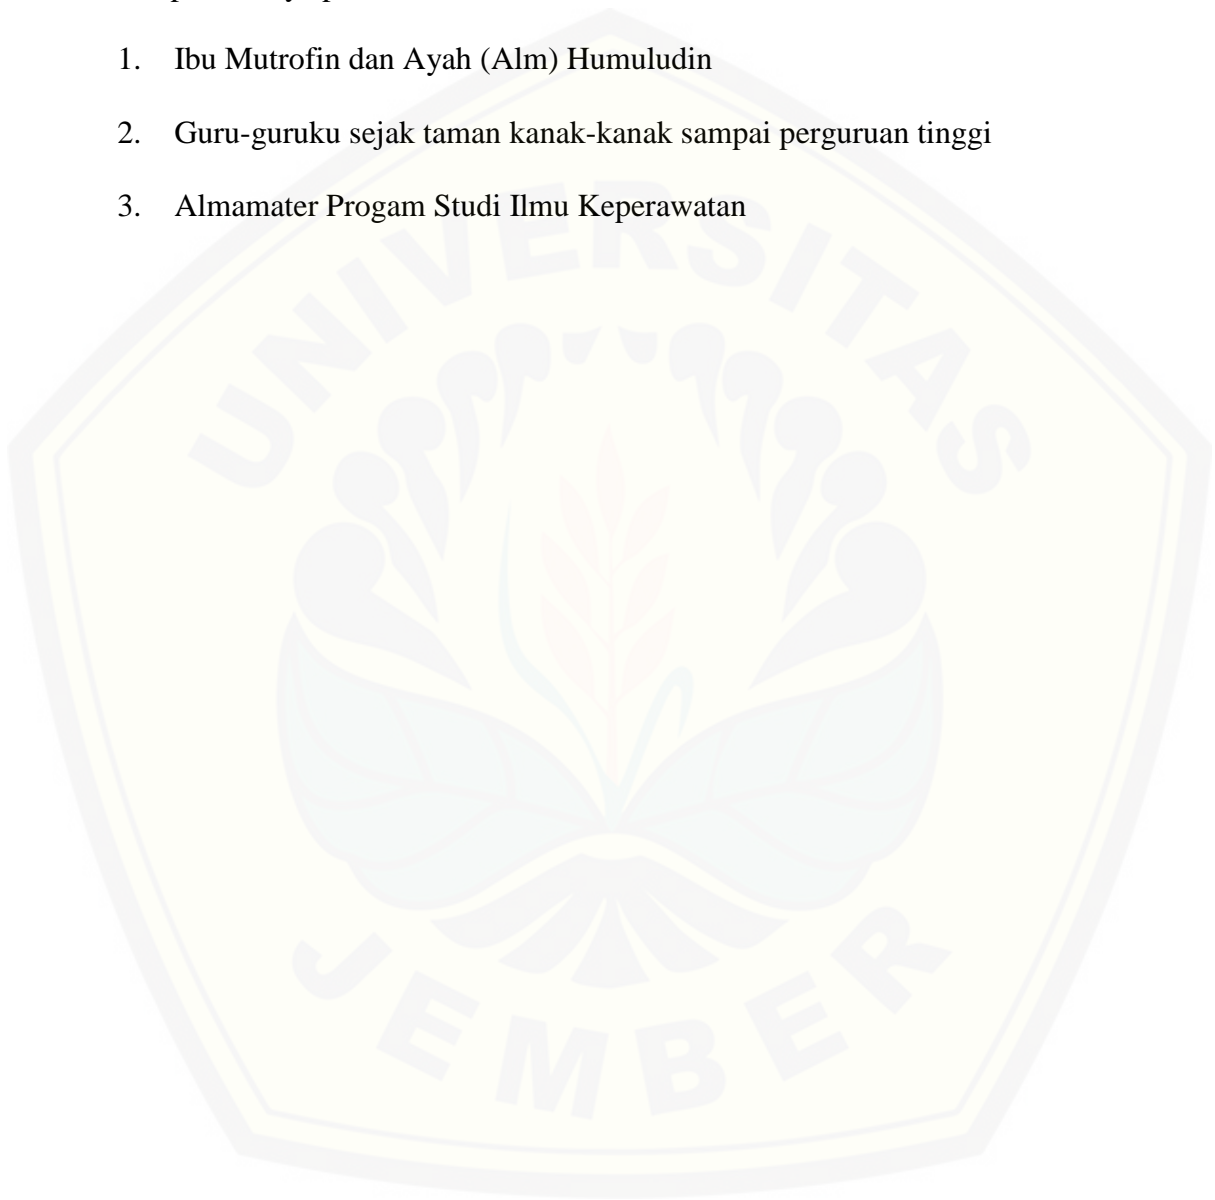 1. Ibu Mutrofin dan Ayah (Alm) Humuludin
2. Guru-guruku sejak taman kanak-kanak sampai perguruan tinggi
3. Almamater Progam Studi Ilmu Keperawatan
UNIVERSITAS
JEMBER